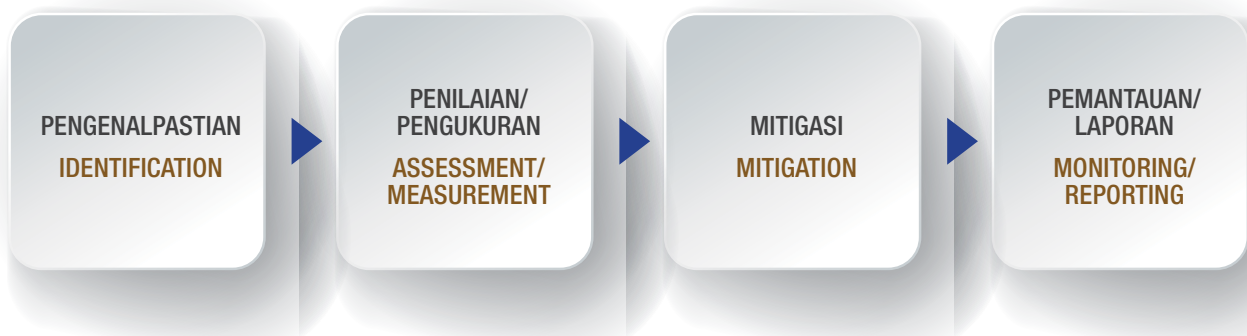 PENGENALPASTIAN
IDENTIFICATION
PENILAIAN/
PENGUKURAN
ASSESSMENT/
MEASUREMENT
MITIGASI
MITIGATION
PEMANTAUAN/
LAPORAN
MONITORING/
REPORTING